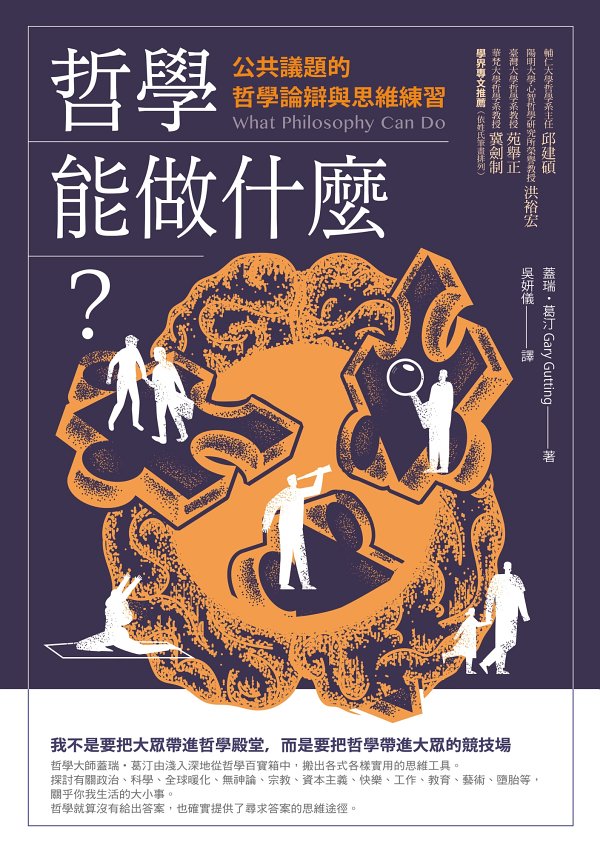 哲學
能做什麼
?
公共議題的
哲學論辯與思維練習
What Philosophy Can Do
輔仁大學哲學系主任 邱建碩
陽明大學心智哲學研究所榮譽教授 洪裕宏
臺灣大學哲學系教授 苑舉正
華梵大學哲學系教授 冀劍制
學界專文推薦(依姓氏筆畫排列)
蓋瑞・葛汀 Gary Gutting——著
吳妍儀——譯
我不是要把大眾帶進哲學殿堂,而是要把哲學帶進大眾的競技場
哲學大師蓋瑞・葛汀由淺入深地從哲學百寶箱中,搬出各式各樣實用的思維工具。
探討有關政治、科學、全球暖化、無神論、宗教、資本主義、快樂、工作、教育、藝術、墮胎等,
關乎你我生活的大小事。
哲學就算沒有給出答案,也確實提供了尋求答案的思維途徑。